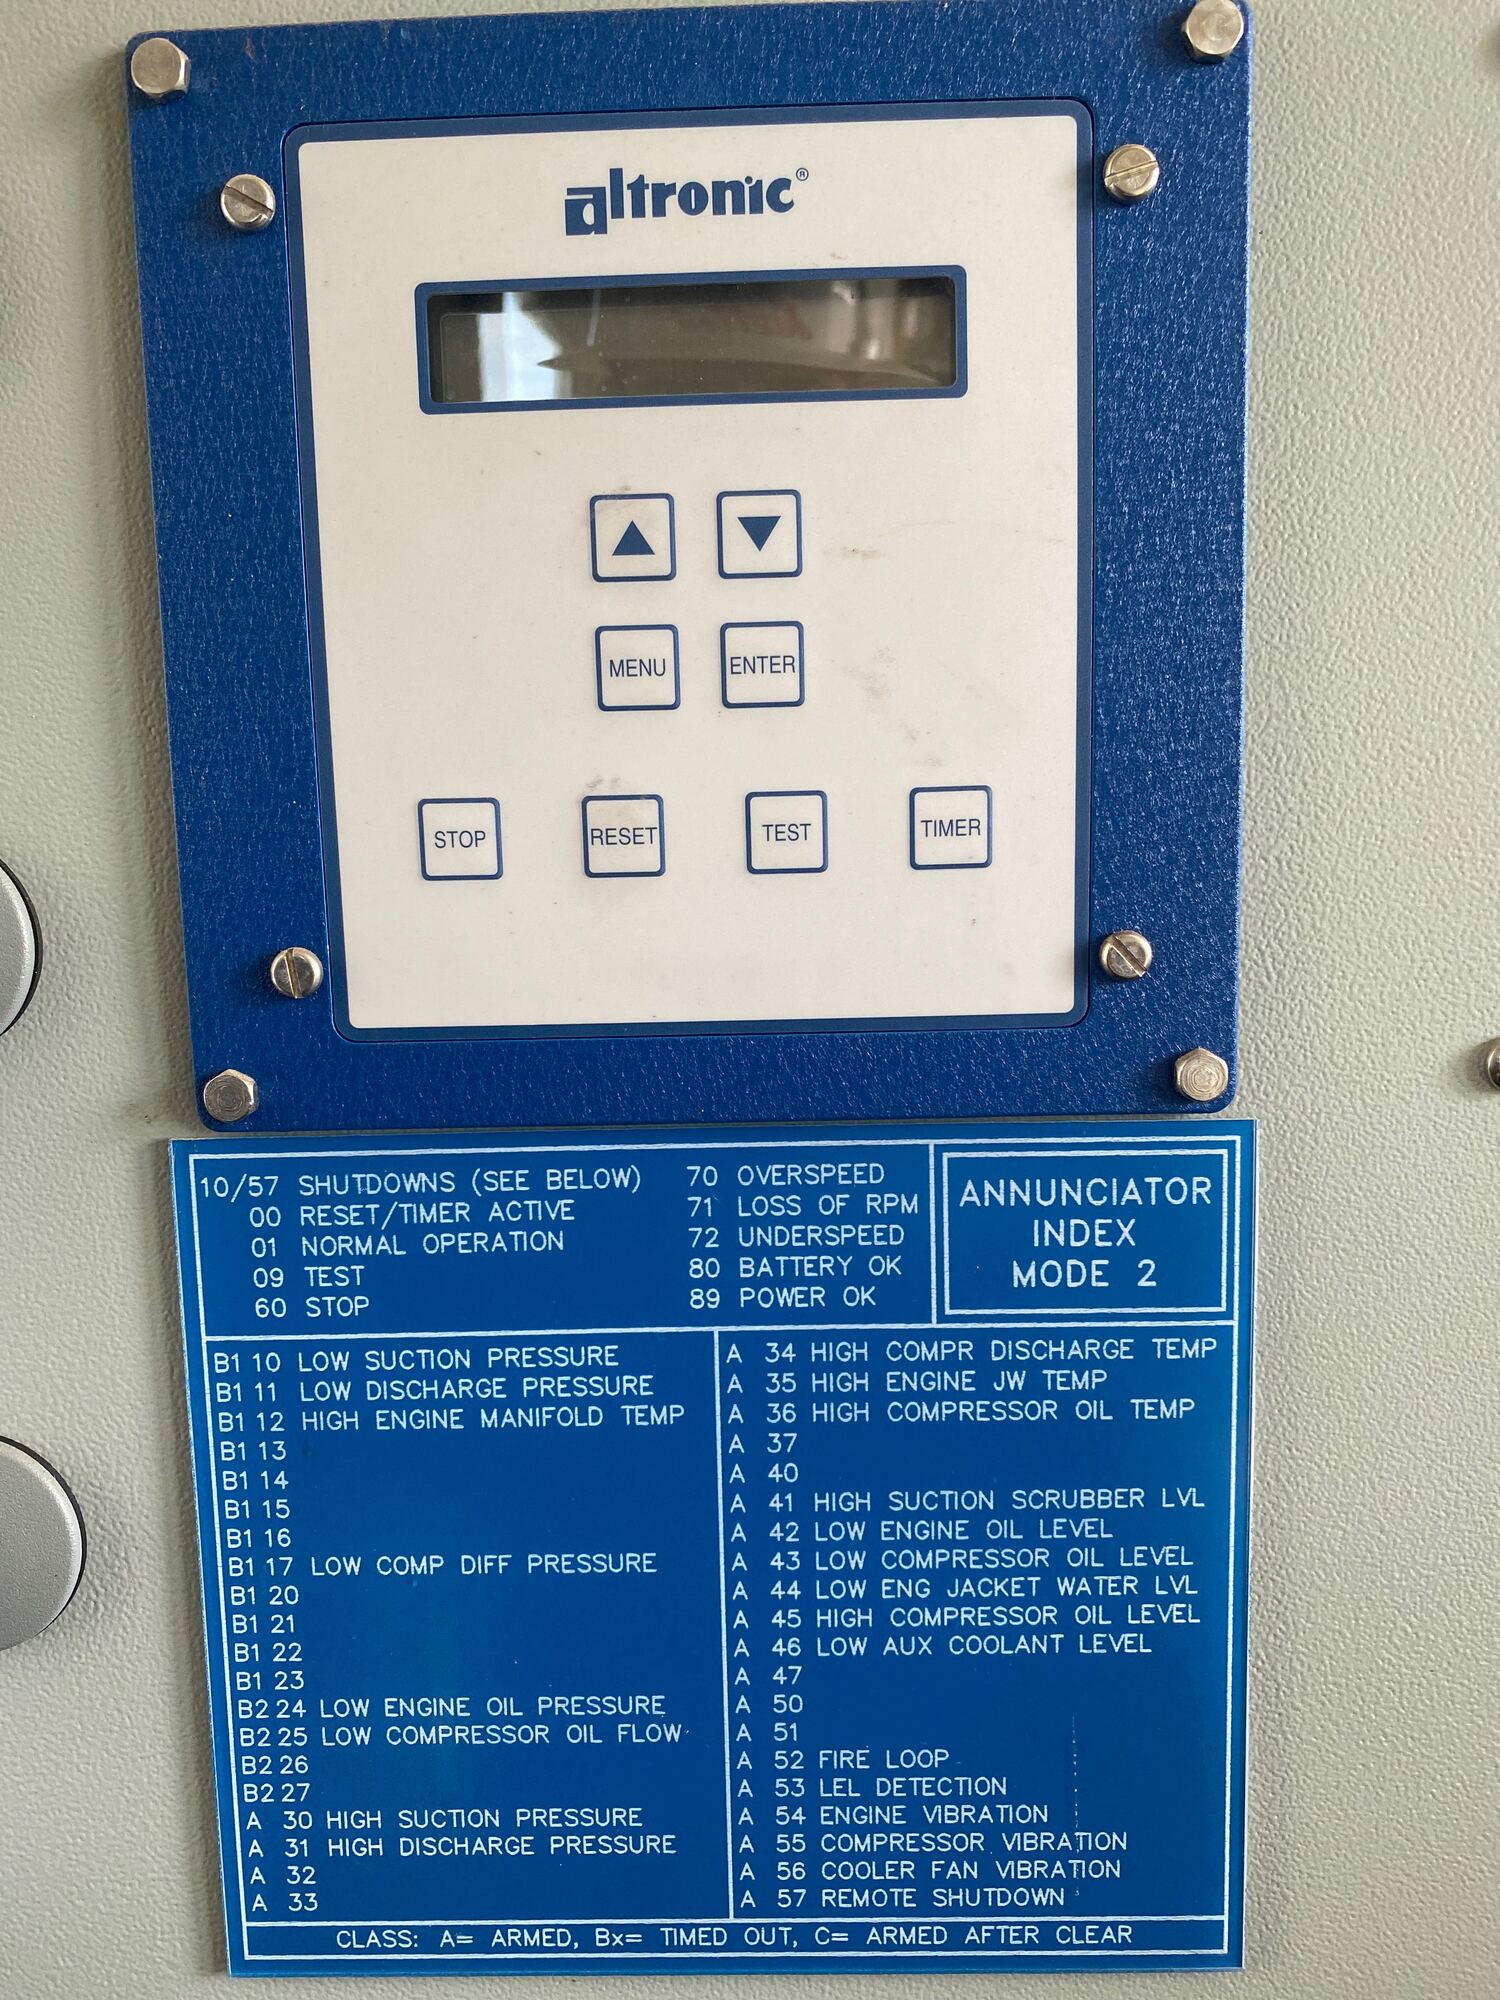 altronic®
MENU ENTER
STOP RESET TEST TIMER
10/57 SHUTDOWNS (SEE BELOW)
00 RESET/TIMER ACTIVE
01 NORMAL OPERATION
09 TEST
60 STOP
70 OVERSPEED
71 LOSS OF RPM
72 UNDERSPEED
80 BATTERY OK
89 POWER OK
ANNUNCIATOR
INDEX
MODE 2
B1 10 LOW SUCTION PRESSURE
B1 11 LOW DISCHARGE PRESSURE
B1 12 HIGH ENGINE MANIFOLD TEMP
B1 13
B1 14
B1 15
B1 16
B1 17 LOW COMP DIFF PRESSURE
B1 20
B1 21
B1 22
B1 23
B2 24 LOW ENGINE OIL PRESSURE
B2 25 LOW COMPRESSOR OIL FLOW
B2 26
B2 27
A 30 HIGH SUCTION PRESSURE
A 31 HIGH DISCHARGE PRESSURE
A 32
A 33
A 34 HIGH COMPR DISCHARGE TEMP
A 35 HIGH ENGINE JW TEMP
A 36 HIGH COMPRESSOR OIL TEMP
A 37
A 40
A 41 HIGH SUCTION SCRUBBER LVL
A 42 LOW ENGINE OIL LEVEL
A 43 LOW COMPRESSOR OIL LEVEL
A 44 LOW ENG JACKET WATER LVL
A 45 HIGH COMPRESSOR OIL LEVEL
A 46 LOW AUX COOLANT LEVEL
A 47
A 50
A 51
A 52 FIRE LOOP
A 53 LEL DETECTION
A 54 ENGINE VIBRATION
A 55 COMPRESSOR VIBRATION
A 56 COOLER FAN VIBRATION
A 57 REMOTE SHUTDOWN
CLASS: A= ARMED, Bx= TIMED OUT, C= ARMED AFTER CLEAR